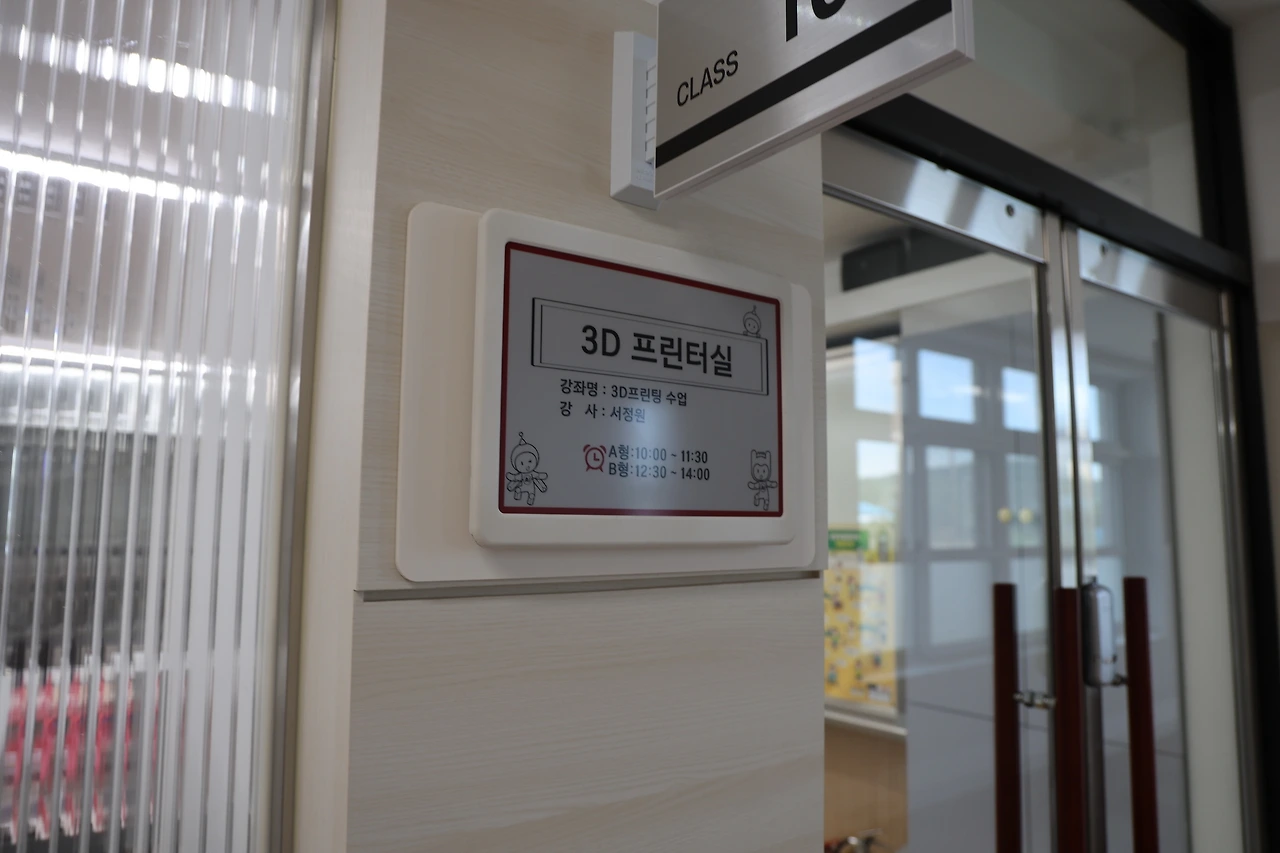 CLASS
3D 프린터실
강좌명 : 3D프린팅 수업
강 사 : 서정원
A형:10:00 ~ 11:30
B형:12:30 ~ 14:00